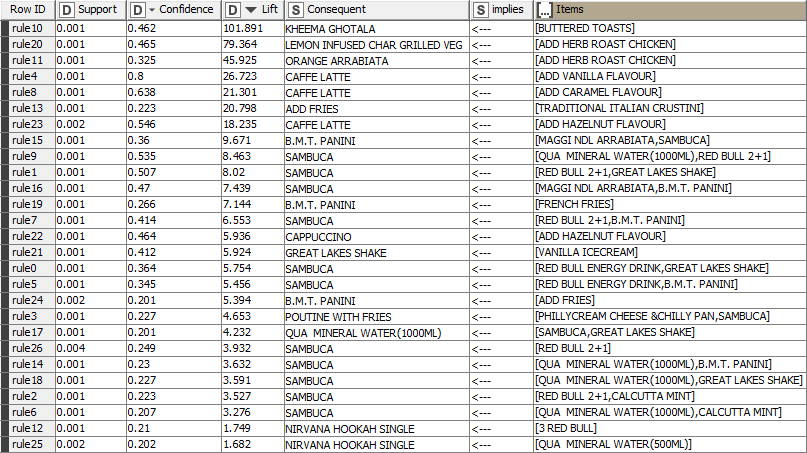 Row ID D Support D Confidence D Lift S Consequent S implies [...] Items
rule10 0.001 0.462 101.891 KHEEMA GHOTALA <--- [BUTTERED TOASTS]
rule20 0.001 0.465 79.364 LEMON INFUSED CHAR GRILLED VEG <--- [ADD HERB ROAST CHICKEN]
rule11 0.001 0.325 45.925 ORANGE ARRABIATA <--- [ADD HERB ROAST CHICKEN]
rule4 0.001 0.8 26.723 CAFFE LATTE <--- [ADD VANILLA FLAVOUR]
rule8 0.001 0.638 21.301 CAFFE LATTE <--- [ADD CARAMEL FLAVOUR]
rule13 0.001 0.223 20.798 ADD FRIES <--- [TRADITIONAL ITALIAN CRUSTINI]
rule23 0.002 0.546 18.235 CAFFE LATTE <--- [ADD HAZELNUT FLAVOUR]
rule15 0.001 0.36 9.671 B.M.T. PANINI <--- [MAGGI NDL ARRABIATA,SAMBUCA]
rule9 0.001 0.535 8.463 SAMBUCA <--- [QUA  MINERAL WATER(1000ML),RED BULL 2+1]
rule1 0.001 0.507 8.02 SAMBUCA <--- [RED BULL 2+1,GREAT LAKES SHAKE]
rule16 0.001 0.47 7.439 SAMBUCA <--- [MAGGI NDL ARRABIATA,B.M.T. PANINI]
rule19 0.001 0.266 7.144 B.M.T. PANINI <--- [FRENCH FRIES]
rule7 0.001 0.414 6.553 SAMBUCA <--- [RED BULL 2+1,B.M.T. PANINI]
rule22 0.001 0.464 5.936 CAPPUCCINO <--- [ADD HAZELNUT FLAVOUR]
rule21 0.001 0.412 5.924 GREAT LAKES SHAKE <--- [VANILLA ICECREAM]
rule0 0.001 0.364 5.754 SAMBUCA <--- [RED BULL ENERGY DRINK,GREAT LAKES SHAKE]
rule5 0.001 0.345 5.456 SAMBUCA <--- [RED BULL ENERGY DRINK,B.M.T. PANINI]
rule24 0.002 0.201 5.394 B.M.T. PANINI <--- [ADD FRIES]
rule3 0.001 0.227 4.653 POUTINE WITH FRIES <--- [PHILLYCREAM CHEESE &CHILLY PAN,SAMBUCA]
rule17 0.001 0.201 4.232 QUA  MINERAL WATER(1000ML) <--- [SAMBUCA,GREAT LAKES SHAKE]
rule26 0.004 0.249 3.932 SAMBUCA <--- [RED BULL 2+1]
rule14 0.001 0.23 3.632 SAMBUCA <--- [QUA  MINERAL WATER(1000ML),B.M.T. PANINI]
rule18 0.001 0.227 3.591 SAMBUCA <--- [QUA  MINERAL WATER(1000ML),GREAT LAKES SHAKE]
rule2 0.001 0.223 3.527 SAMBUCA <--- [RED BULL 2+1,CALCUTTA MINT]
rule6 0.001 0.207 3.276 SAMBUCA <--- [QUA  MINERAL WATER(1000ML),CALCUTTA MINT]
rule12 0.001 0.21 1.749 NIRVANA HOOKAH SINGLE <--- [3 RED BULL]
rule25 0.002 0.202 1.682 NIRVANA HOOKAH SINGLE <--- [QUA  MINERAL WATER(500ML)]